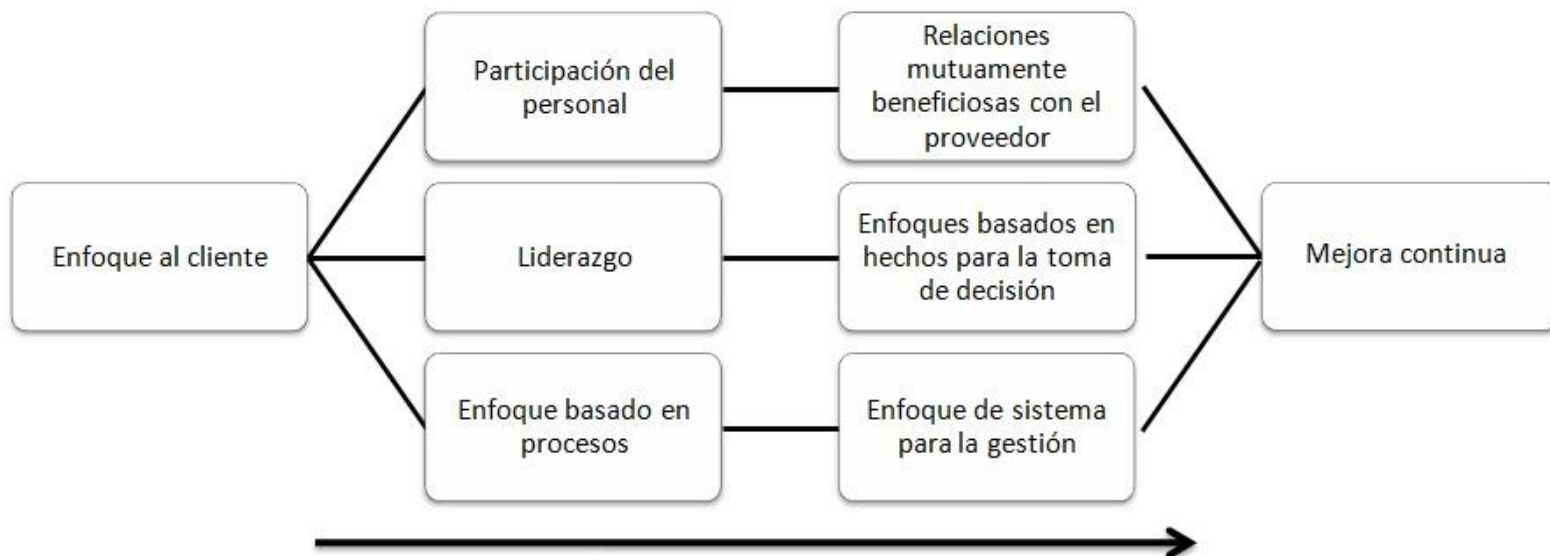 Enfoque al cliente
Participación del
personal
Relaciones
mutuamente
beneficiosas con el
proveedor
Liderazgo
Enfoques basados en
hechos para la toma
de decisión
Enfoque basado en
procesos
Enfoque de sistema
para la gestión
Mejora continua